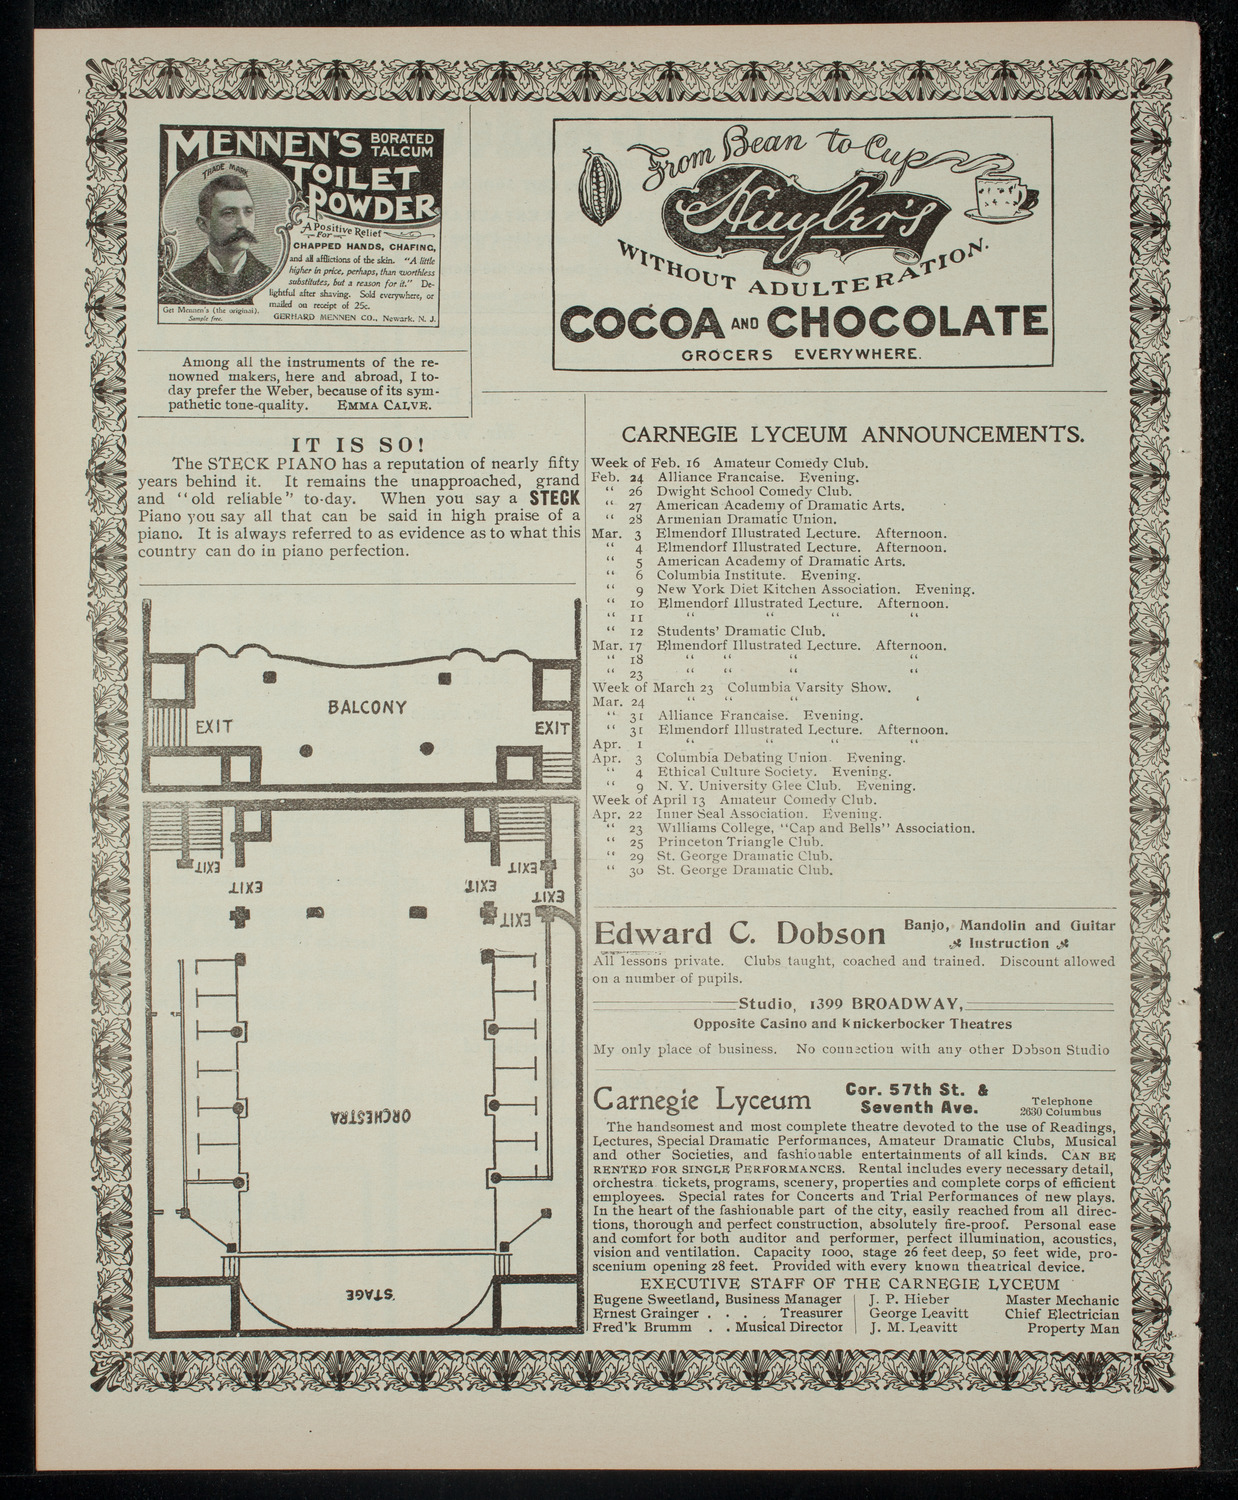 MENNEN'S BORATED TALCUM
TOILET
POWDER
TRADE MARK
A Positive Relief
For
CHAPPED HANDS, CHAFING,
and all afflictions of the skin. "A little
higher in price, perhaps, than worthless
substitutes, but a reason for it." De-
lightful after shaving. Sold everywhere, or
mailed on receipt of 25c.
Get Mennen's (the original).
Sample free.
GERHARD MENNEN CO., Newark, N. J.
From Bean to Cup
Huyler's
WITHOUT ADULTERATION.
COCOA AND CHOCOLATE
GROCERS EVERYWHERE.
Among all the instruments of the re-
nowned makers, here and abroad, I to-
day prefer the Weber, because of its sym-
pathetic tone-quality. EMMA CALVE.
IT IS SO!
The STECK PIANO has a reputation of nearly fifty
years behind it. It remains the unapproached, grand
and "old reliable" to-day. When you say a STECK
Piano you say all that can be said in high praise of a
piano. It is always referred to as evidence as to what this
country can do in piano perfection.
BALCONY
EXIT
EXIT
EXIT
EXIT
EXIT
EXIT
EXIT
EXIT
ORCHESTRA
STAGE
CARNEGIE LYCEUM ANNOUNCEMENTS.
Week of Feb. 16 Amateur Comedy Club.
Feb. 24 Alliance Francaise. Evening.
" 26 Dwight School Comedy Club.
" 27 American Academy of Dramatic Arts.
" 28 Armenian Dramatic Union.
Mar. 3 Elmendorf Illustrated Lecture. Afternoon.
" 4 Elmendorf Illustrated Lecture. Afternoon.
" 5 American Academy of Dramatic Arts.
" 6 Columbia Institute. Evening.
" 9 New York Diet Kitchen Association. Evening.
" 10 Elmendorf Illustrated Lecture. Afternoon.
" 11 " " " "
" 12 Students' Dramatic Club.
Mar. 17 Elmendorf Illustrated Lecture. Afternoon.
" 18 " " " "
" 23 " " " "
Week of March 23 Columbia Varsity Show.
Mar. 24 " " " '
" 31 Alliance Francaise. Evening.
" 31 Elmendorf Illustrated Lecture. Afternoon.
Apr. 1 " " " "
Apr. 3 Columbia Debating Union. Evening.
" 4 Ethical Culture Society. Evening.
" 9 N. Y. University Glee Club. Evening.
Week of April 13 Amateur Comedy Club.
Apr. 22 Inner Seal Association. Evening.
" 23 Williams College, "Cap and Bells" Association.
" 25 Princeton Triangle Club.
" 29 St. George Dramatic Club.
" 30 St. George Dramatic Club.
Edward C. Dobson Banjo, Mandolin and Guitar
Instruction
All lessons private. Clubs taught, coached and trained. Discount allowed
on a number of pupils.
Studio, 1399 BROADWAY,
Opposite Casino and Knickerbocker Theatres
My only place of business. No connection with any other Dobson Studio
Carnegie Lyceum Cor. 57th St. &
Seventh Ave.
Telephone
2630 Columbus
The handsomest and most complete theatre devoted to the use of Readings,
Lectures, Special Dramatic Performances, Amateur Dramatic Clubs, Musical
and other Societies, and fashionable entertainments of all kinds. CAN BE
RENTED FOR SINGLE PERFORMANCES. Rental includes every necessary detail,
orchestra tickets, programs, scenery, properties and complete corps of efficient
employees. Special rates for Concerts and Trial Performances of new plays.
In the heart of the fashionable part of the city, easily reached from all direc-
tions, thorough and perfect construction, absolutely fire-proof. Personal ease
and comfort for both auditor and performer, perfect illumination, acoustics,
vision and ventilation. Capacity 1000, stage 26 feet deep, 50 feet wide, pro-
scenium opening 28 feet. Provided with every known theatrical device.
EXECUTIVE STAFF OF THE CARNEGIE LYCEUM
Eugene Sweetland, Business Manager
Ernest Grainger . . . . Treasurer
Fred'k Brumm . . Musical Director
J. P. Hieber Master Mechanic
George Leavitt Chief Electrician
J. M. Leavitt Property Man